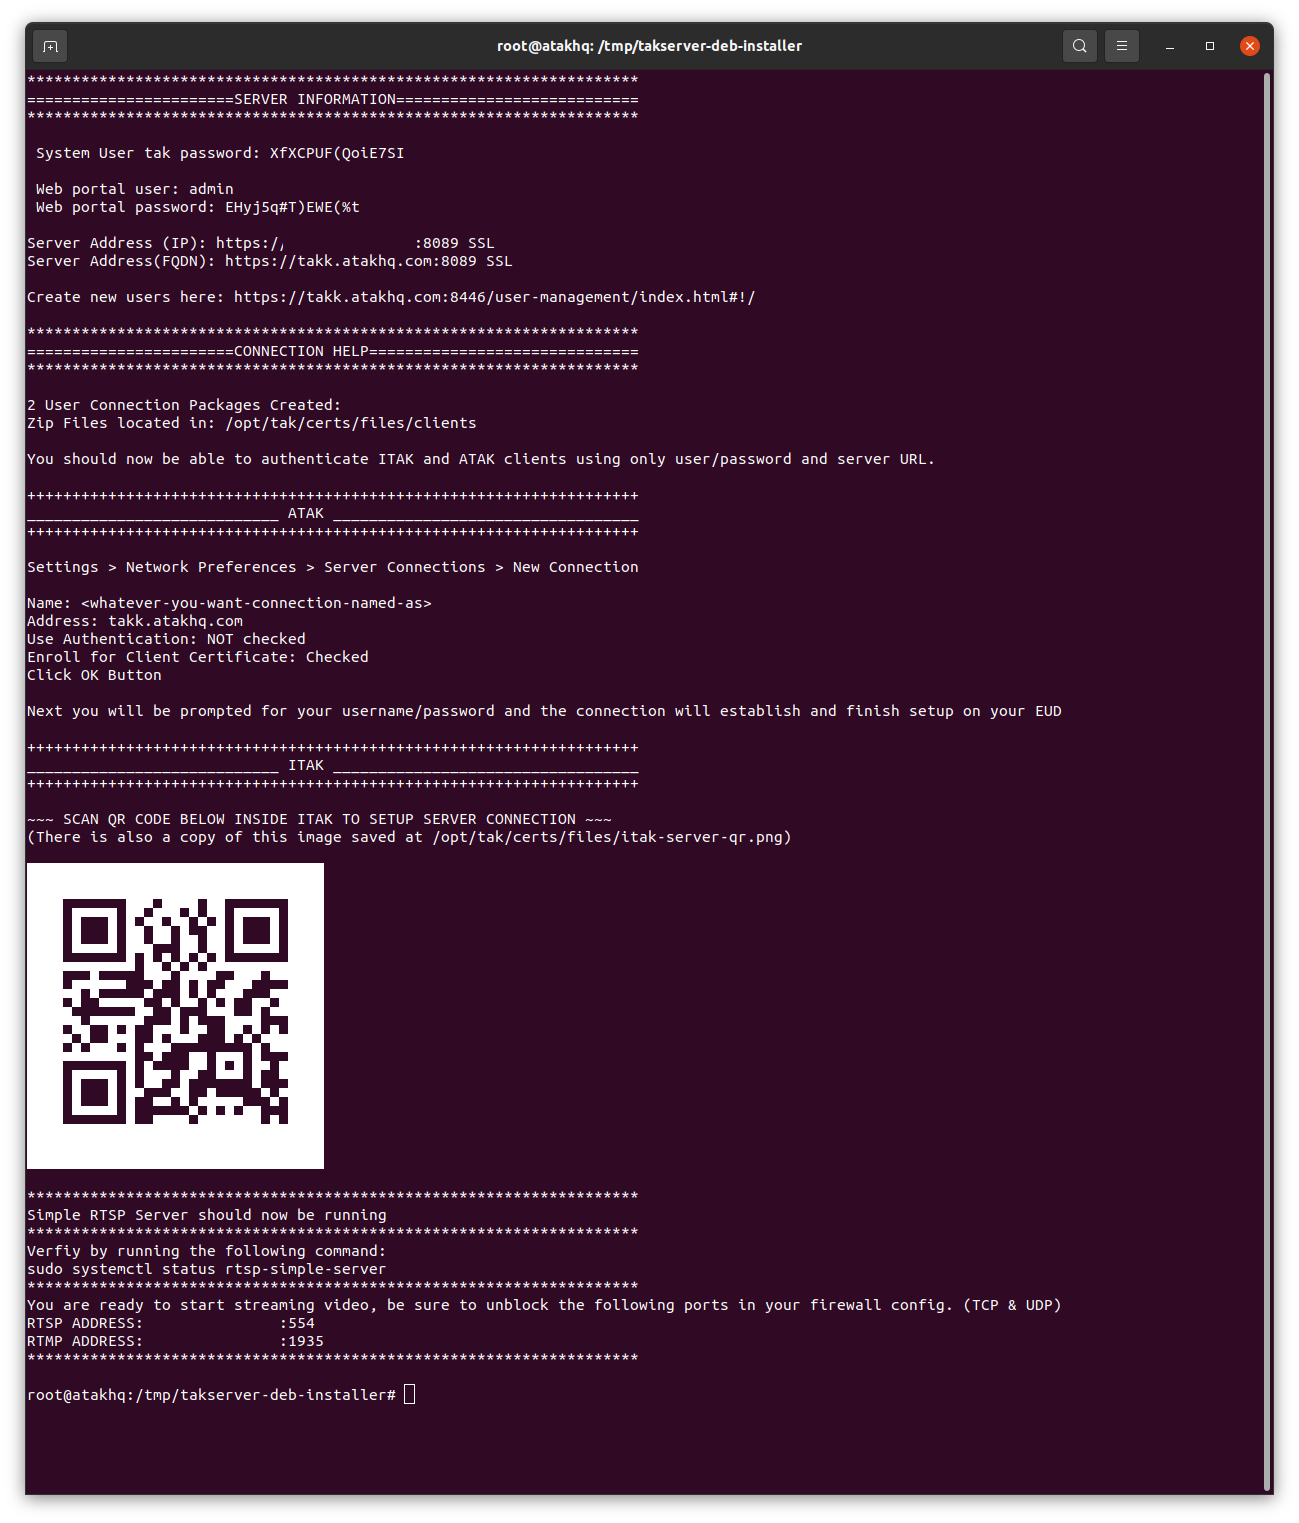 root@atakhq: /tmp/takserver-deb-installer
********************************************************************
=======================SERVER INFORMATION===========================
********************************************************************
System User tak password: XfXCPUF(QoiE7SI
Web portal user: admin
Web portal password: EHyj5q#T)EWE(%t
Server Address (IP): https:/, :8089 SSL
Server Address(FQDN): https://takk.atakhq.com:8089 SSL
Create new users here: https://takk.atakhq.com:8446/user-management/index.html#!/
********************************************************************
=======================CONNECTION HELP==============================
********************************************************************
2 User Connection Packages Created:
Zip Files located in: /opt/tak/certs/files/clients
You should now be able to authenticate ITAK and ATAK clients using only user/password and server URL.
++++++++++++++++++++++++++++++++++++++++++++++++++++++++++++++++++++
____________________________ ATAK __________________________________
++++++++++++++++++++++++++++++++++++++++++++++++++++++++++++++++++++
Settings > Network Preferences > Server Connections > New Connection
Name: <whatever-you-want-connection-named-as>
Address: takk.atakhq.com
Use Authentication: NOT checked
Enroll for Client Certificate: Checked
Click OK Button
Next you will be prompted for your username/password and the connection will establish and finish setup on your EUD
++++++++++++++++++++++++++++++++++++++++++++++++++++++++++++++++++++
____________________________ ITAK __________________________________
++++++++++++++++++++++++++++++++++++++++++++++++++++++++++++++++++++
~~~ SCAN QR CODE BELOW INSIDE ITAK TO SETUP SERVER CONNECTION ~~~
(There is also a copy of this image saved at /opt/tak/certs/files/itak-server-qr.png)
********************************************************************
Simple RTSP Server should now be running
********************************************************************
Verfiy by running the following command:
sudo systemctl status rtsp-simple-server
********************************************************************
You are ready to start streaming video, be sure to unblock the following ports in your firewall config. (TCP & UDP)
RTSP ADDRESS: :554
RTMP ADDRESS: :1935
********************************************************************
root@atakhq:/tmp/takserver-deb-installer#